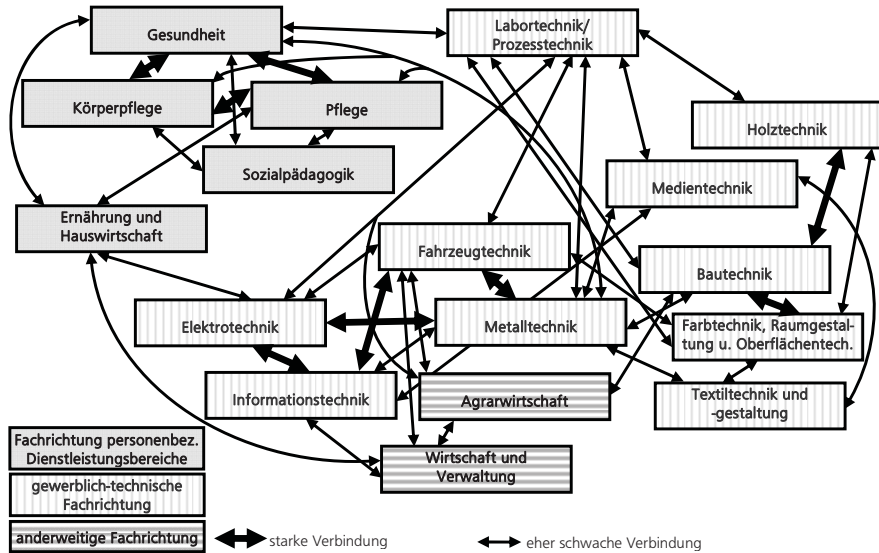 Gesundheit
Labortechnik/
Prozesstechnik
Körperpflege
Pflege
Holztechnik
Sozialpädagogik
Medientechnik
Ernährung und
Hauswirtschaft
Fahrzeugtechnik
Bautechnik
Elektrotechnik
Metalltechnik
Farbtechnik, Raumgestal-
tung u. Oberflächentech.
Informationstechnik
Agrarwirtschaft
Textiltechnik und
-gestaltung
Wirtschaft und
Verwaltung
Fachrichtung personenbez.
Dienstleistungsbereiche
gewerblich-technische
Fachrichtung
anderweitige Fachrichtung
starke Verbindung
eher schwache Verbindung